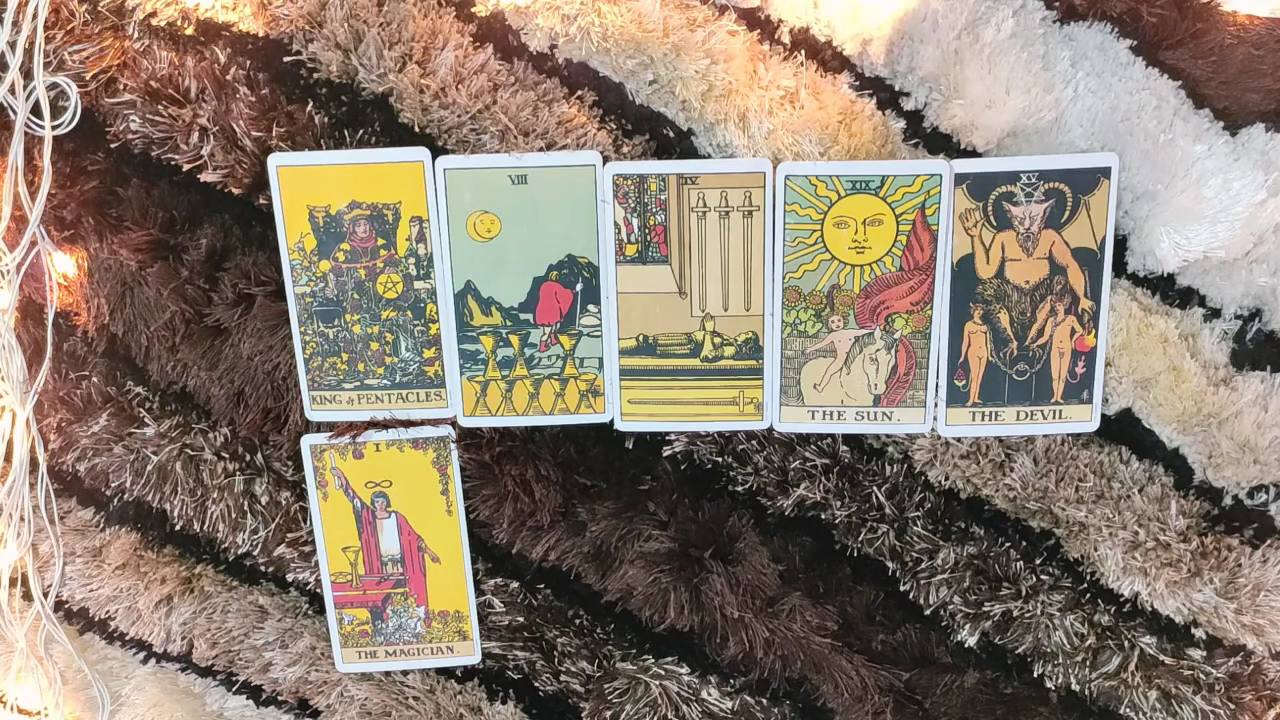 KING of PENTACLES.
VIII
IV
XIX
THE SUN.
XV
THE DEVIL.
I
THE MAGICIAN.